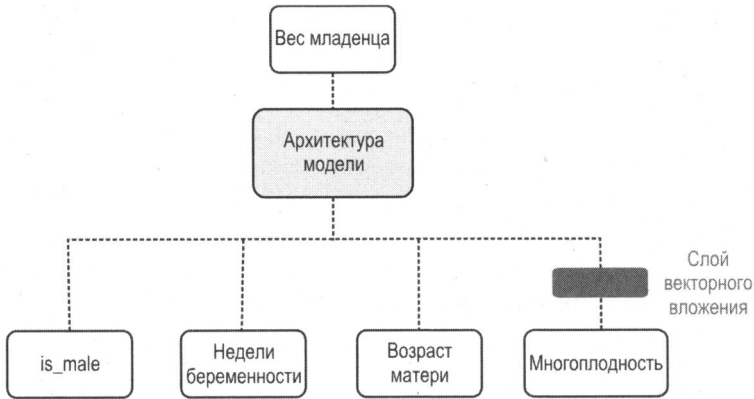 Вес младенца
Архитектура
модели
Слой
векторного
вложения
is_male
Недели
беременности
Возраст
матери
Многоплодность